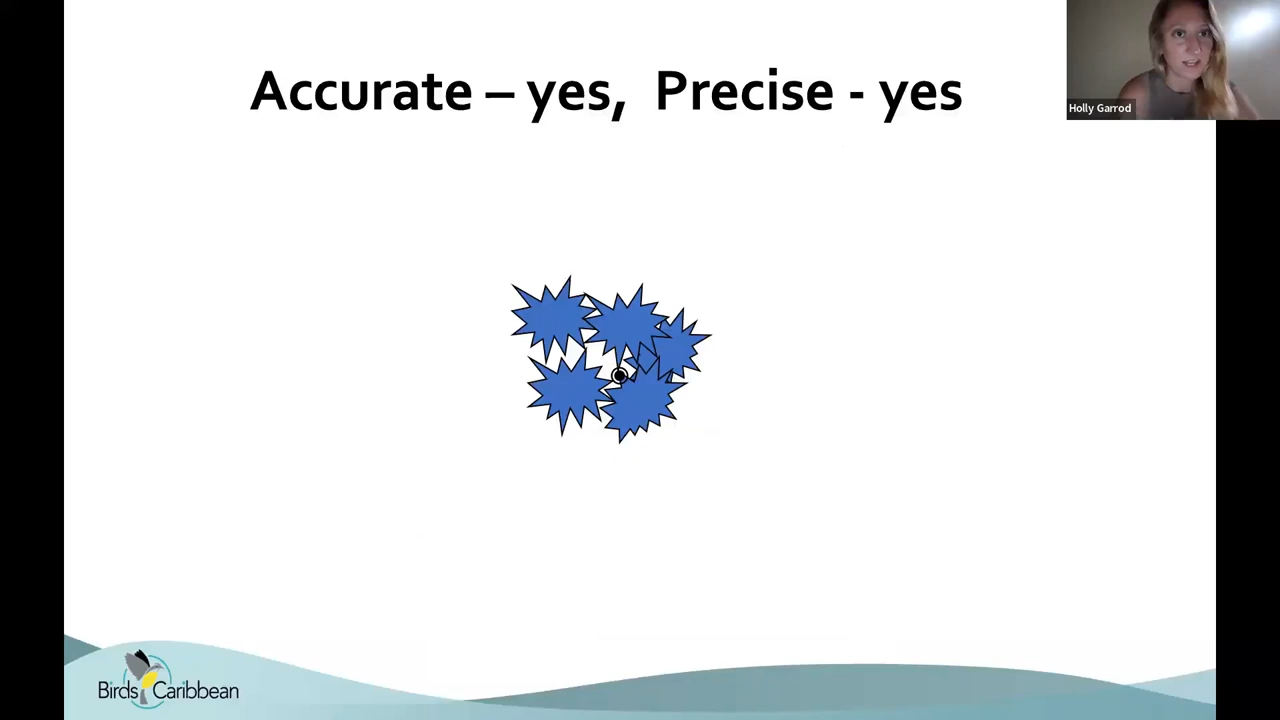 Accurate – yes,  Precise - yes
Holly Garrod
Birds Caribbean